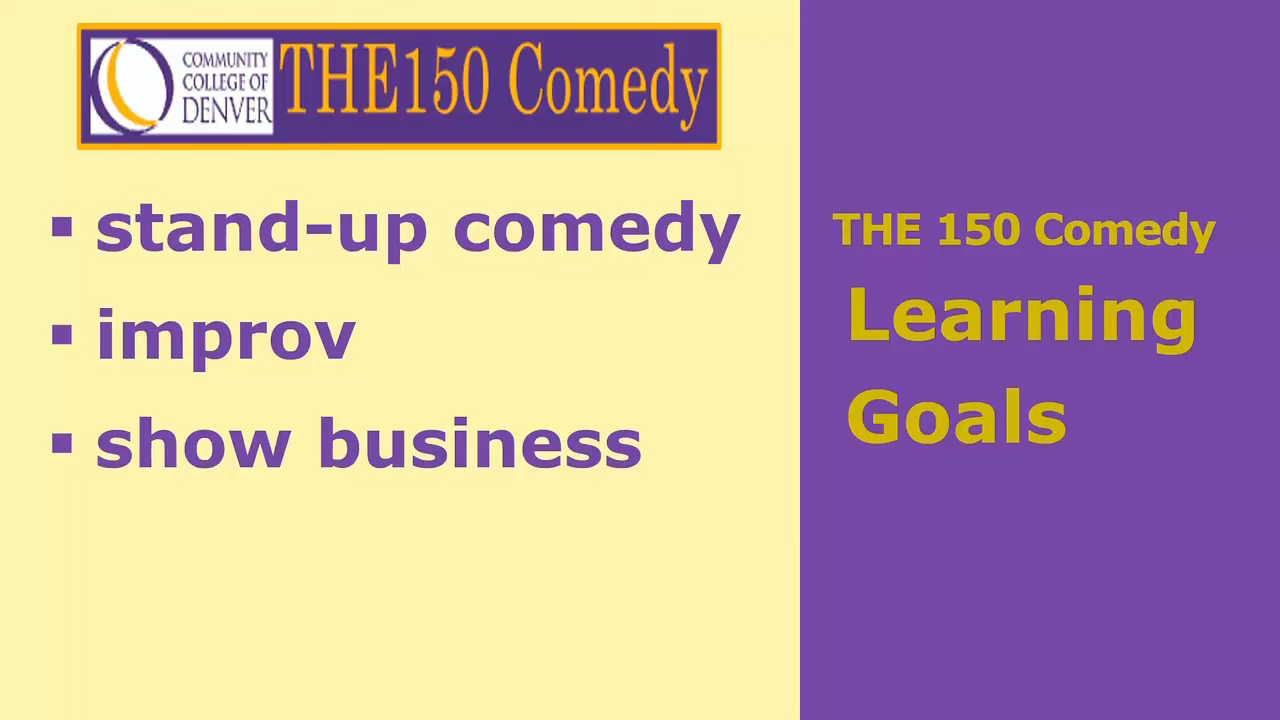 COMMUNITY
COLLEGE OF
DENVER
THE150 Comedy
▪ stand-up comedy
▪ improv
▪ show business
THE 150 Comedy
Learning
Goals